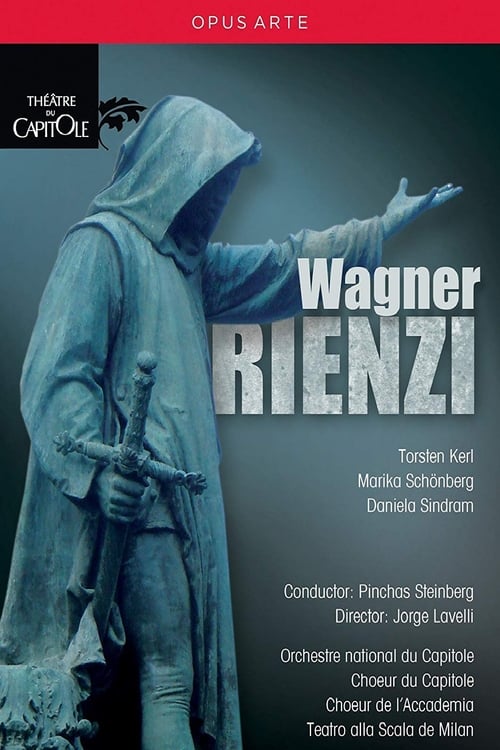 OPUS ARTE
THÉÂTRE
DU
CAPITOLE
Wagner
RIENZI
Torsten Kerl
Marika Schönberg
Daniela Sindram
Conductor: Pinchas Steinberg
Director: Jorge Lavelli
Orchestre national du Capitole
Choeur du Capitole
Choeur de l'Accademia
Teatro alla Scala de Milan